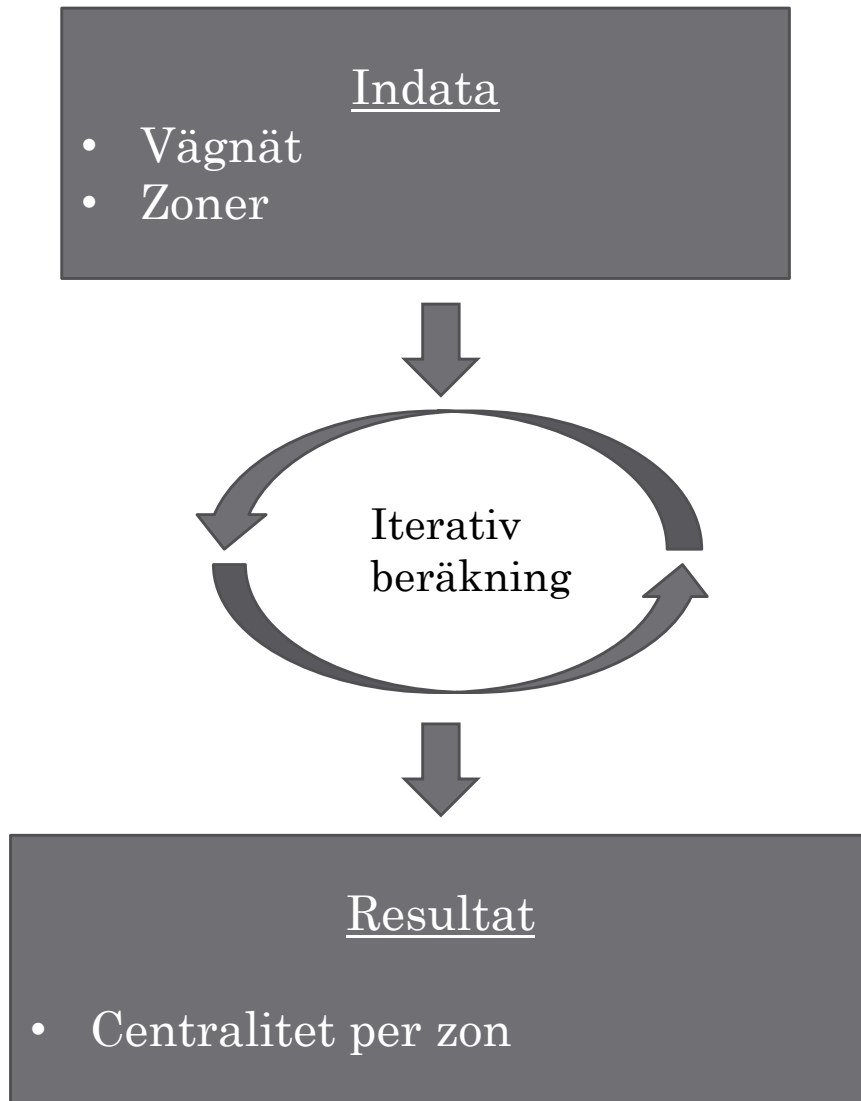 Indata
• Vägnät
• Zoner
Iterativ
beräkning
Resultat
• Centralitet per zon